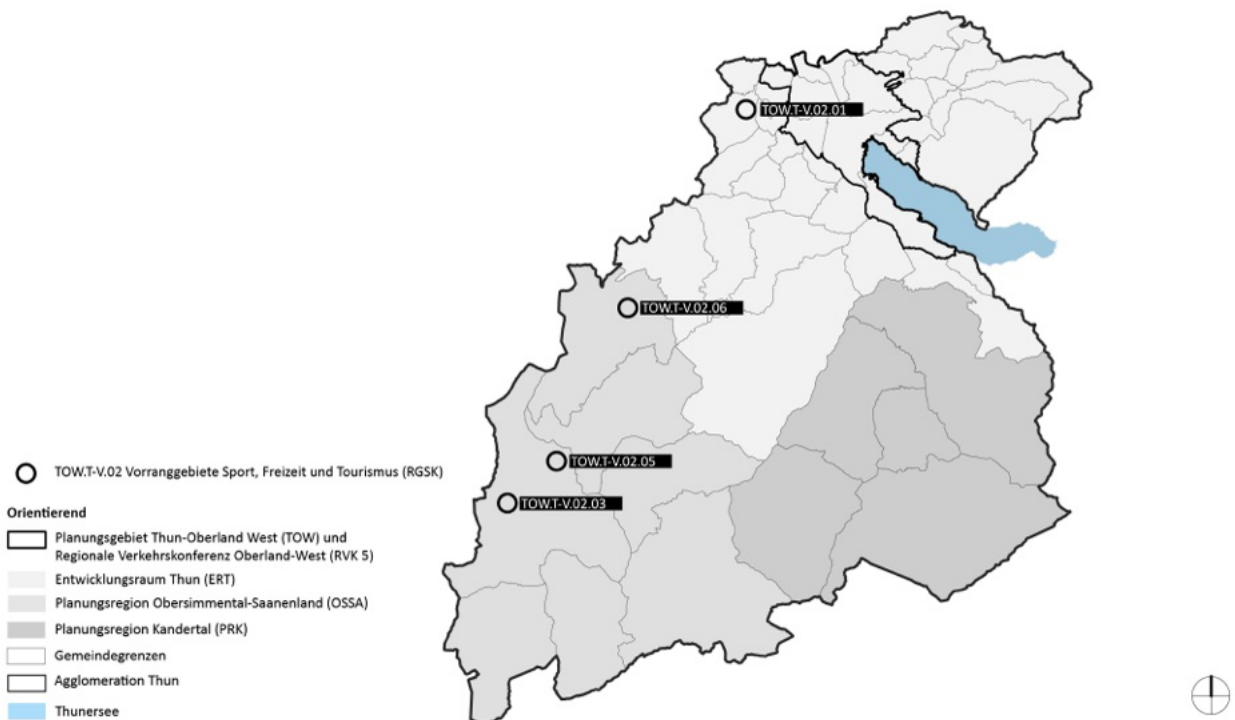 TOW.T-V.02.01
TOW.T-V.02.06
TOW.T-V.02.05
TOW.T-V.02.03
TOW.T-V.02 Vorranggebiete Sport, Freizeit und Tourismus (RGSK)
Orientierend
Planungsgebiet Thun-Oberland West (TOW) und
Regionale Verkehrskonferenz Oberland-West (RVK 5)
Entwicklungsraum Thun (ERT)
Planungsregion Obersimmental-Saanenland (OSSA)
Planungsregion Kandertal (PRK)
Gemeindegrenzen
Agglomeration Thun
Thunersee